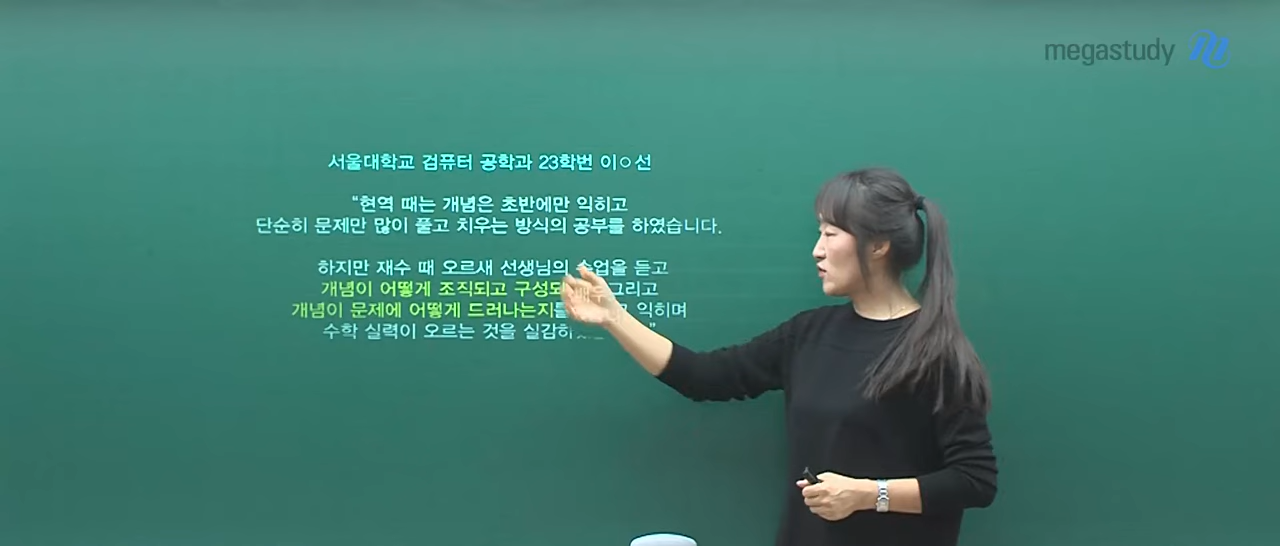 megastudy
서울대학교 컴퓨터 공학과 23학번 이○선
“현역 때는 개념은 초반에만 익히고
단순히 문제만 많이 풀고 치우는 방식의 공부를 하였습니다.
하지만 재수 때 오르새 선생님의 수업을 듣고
개념이 어떻게 조직되고 그리고
개념이 문제에 어떻게 드러나는지를 익히며
수학 실력이 오르는 것을 ”